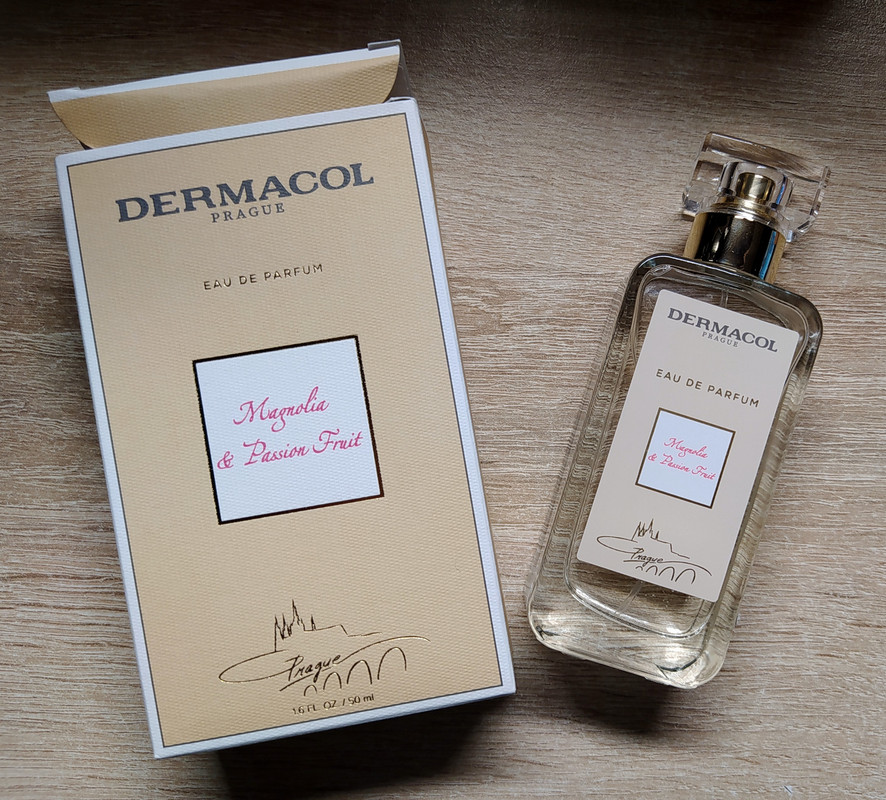 DERMACOL
PRAGUE
EAU DE PARFUM
Magnolia
& Passion Fruit
Prague
1.6 FL. OZ. / 50 ml
DERMACOL
PRAGUE
EAU DE PARFUM
Magnolia
& Passion Fruit
Prague